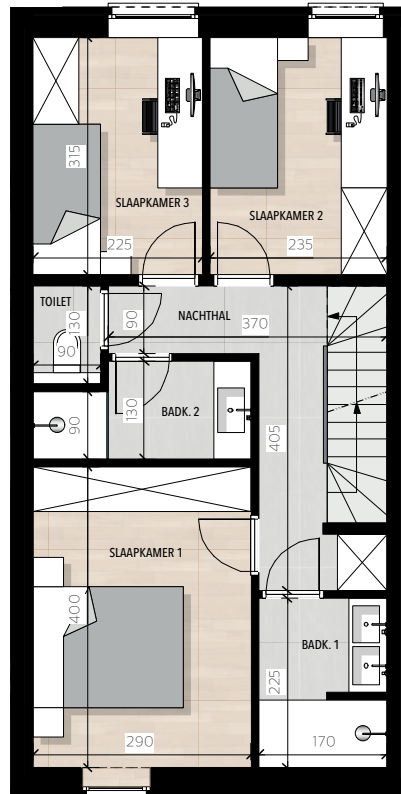 315
SLAAPKAMER 3
SLAAPKAMER 2
225
235
TOILET
130
90
90
NACHTHAL
370
BADK. 2
130
90
405
SLAAPKAMER 1
400
BADK. 1
225
290
170